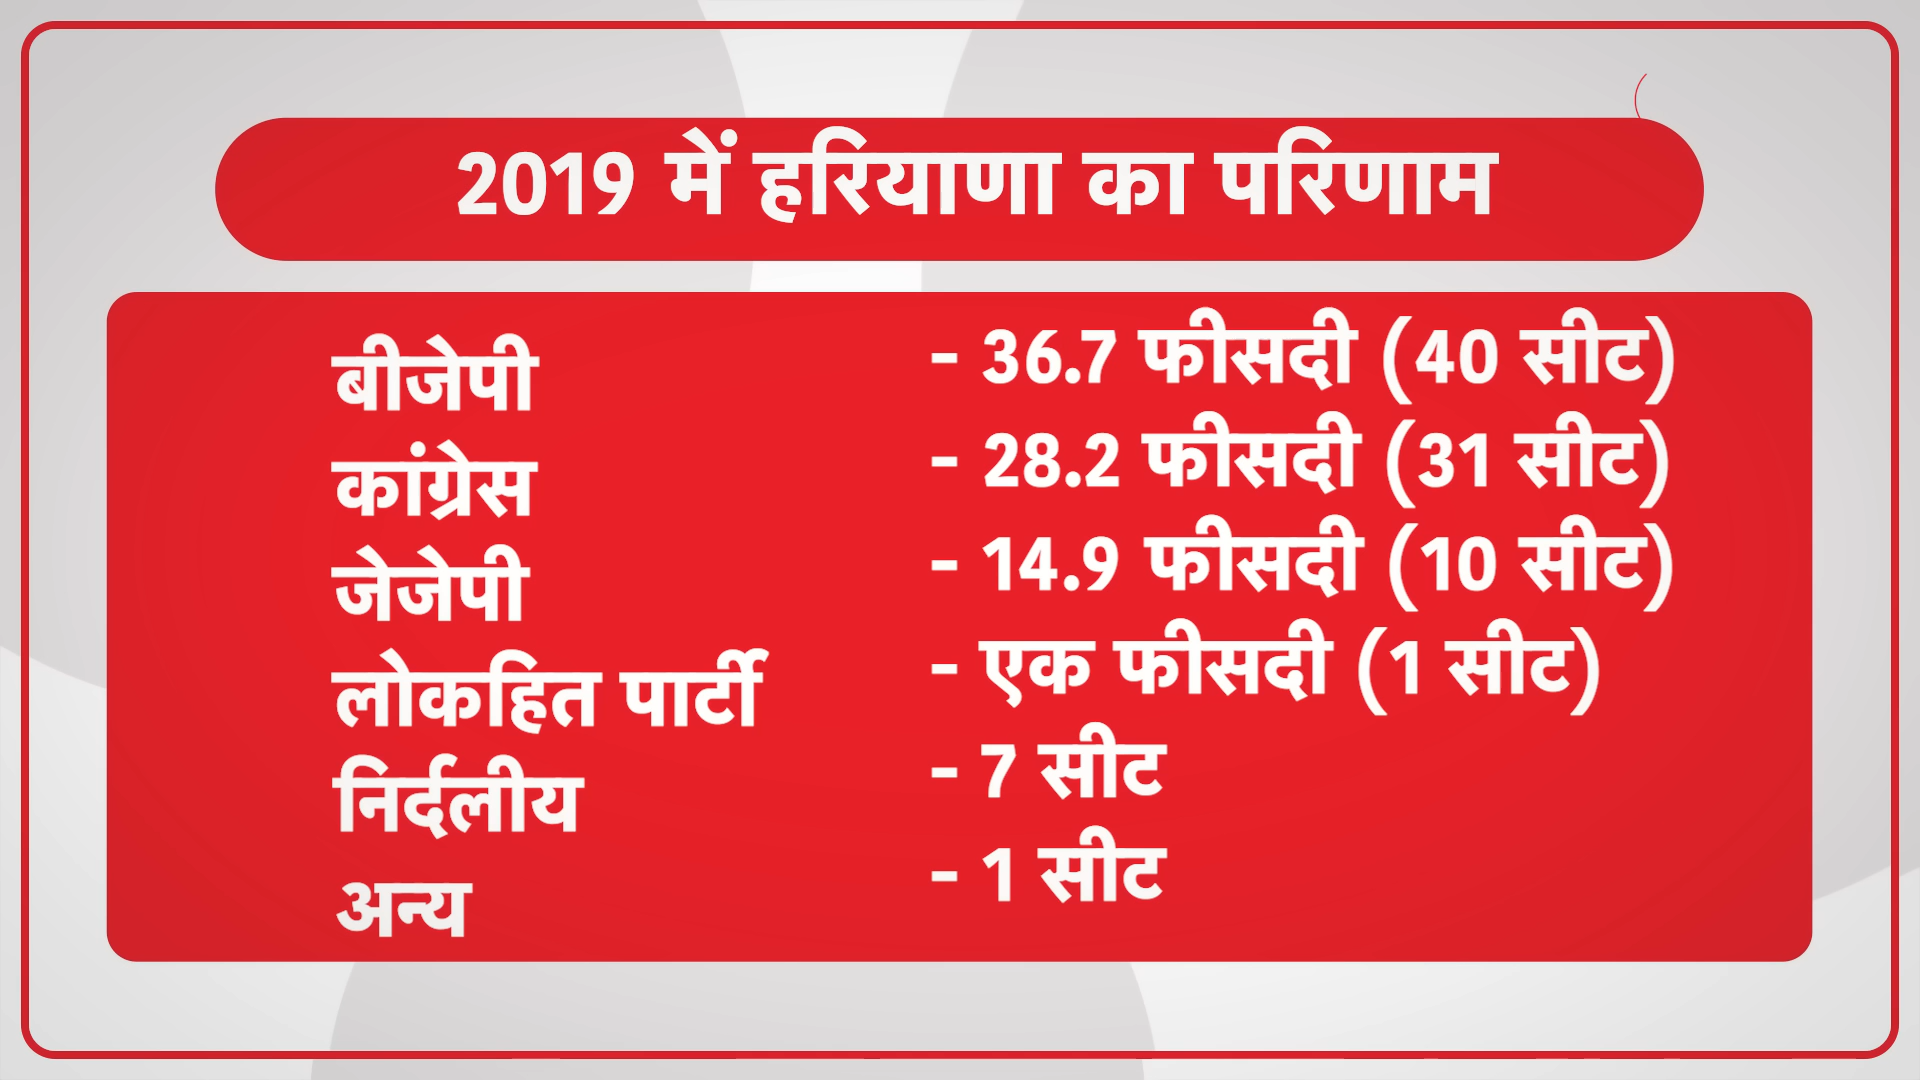 2019 में हरियाणा का परिणाम
बीजेपी - 36.7 फीसदी (40 सीट)
कांग्रेस - 28.2 फीसदी (31 सीट)
जेजेपी - 14.9 फीसदी (10 सीट)
लोकहित पार्टी - एक फीसदी (1 सीट)
निर्दलीय - 7 सीट
अन्य - 1 सीट